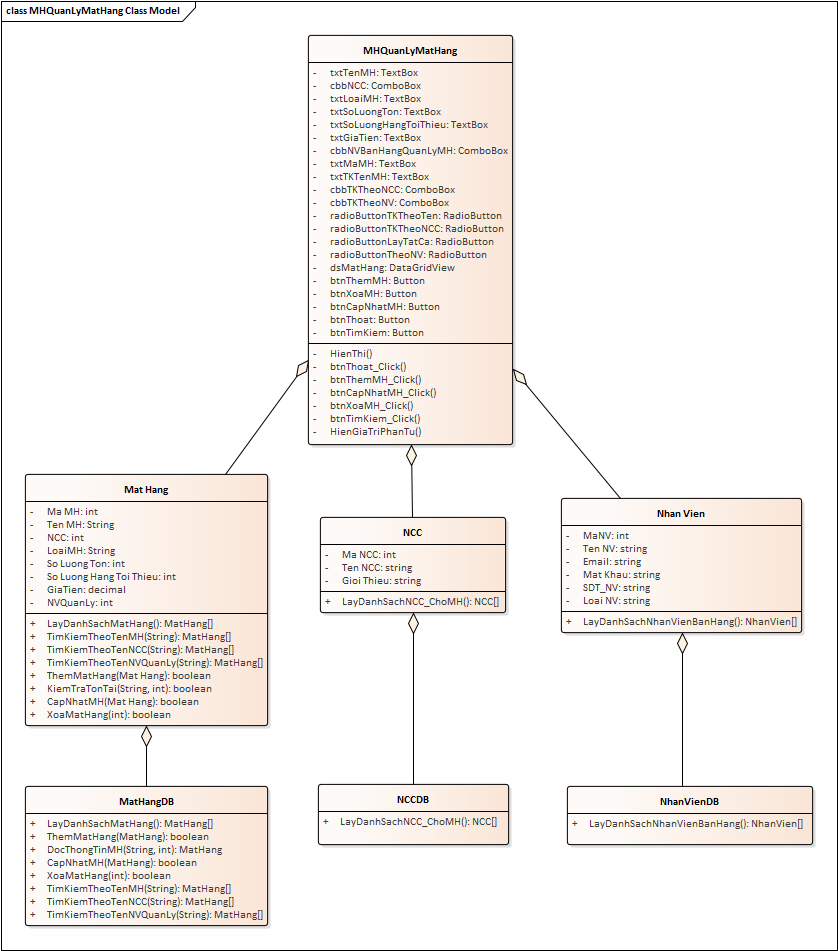 class MHQuanLyMatHang Class Model
MHQuanLyMatHang
- txtTenMH: TextBox
- cbbNCC: ComboBox
- txtLoaiMH: TextBox
- txtSoLuongTon: TextBox
- txtSoLuongHangToiThieu: TextBox
- txtGiaTien: TextBox
- cbbNVBanHangQuanLyMH: ComboBox
- txtMaMH: TextBox
- txtTKTenMH: TextBox
- cbbTKTheoNCC: ComboBox
- cbbTKTheoNV: ComboBox
- radioButtonTKTheoTen: RadioButton
- radioButtonTKTheoNCC: RadioButton
- radioButtonLayTatCa: RadioButton
- radioButtonTheoNV: RadioButton
- dsMatHang: DataGridView
- btnThemMH: Button
- btnXoaMH: Button
- btnCapNhatMH: Button
- btnThoat: Button
- btnTimKiem: Button
- HienThi()
- btnThoat_Click()
- btnThemMH_Click()
- btnCapNhatMH_Click()
- btnXoaMH_Click()
- btnTimKiem_Click()
- HienGiaTriPhanTu()
Mat Hang
- Ma MH: int
- Ten MH: String
- NCC: int
- LoaiMH: String
- So Luong Ton: int
- So Luong Hang Toi Thieu: int
- GiaTien: decimal
- NVQuanLy: int
+ LayDanhSachMatHang(): MatHang[]
+ TimKiemTheoTenMH(String): MatHang[]
+ TimKiemTheoTenNCC(String): MatHang[]
+ TimKiemTheoTenNVQuanLy(String): MatHang[]
+ ThemMatHang(Mat Hang): boolean
+ KiemTraTonTai(String, int): boolean
+ CapNhatMH(Mat Hang): boolean
+ XoaMatHang(int): boolean
NCC
- Ma NCC: int
- Ten NCC: string
- Gioi Thieu: string
+ LayDanhSachNCC_ChoMH(): NCC[]
Nhan Vien
- MaNV: int
- Ten NV: string
- Email: string
- Mat Khau: string
- SDT_NV: string
- Loai NV: string
+ LayDanhSachNhanVienBanHang(): NhanVien[]
MatHangDB
+ LayDanhSachMatHang(): MatHang[]
+ ThemMatHang(MatHang): boolean
+ DocThongTinMH(String, int): MatHang
+ CapNhatMH(MatHang): boolean
+ XoaMatHang(int): boolean
+ TimKiemTheoTenMH(String): MatHang[]
+ TimKiemTheoTenNCC(String): MatHang[]
+ TimKiemTheoTenNVQuanLy(String): MatHang[]
NCCDB
+ LayDanhSachNCC_ChoMH(): NCC[]
NhanVienDB
+ LayDanhSachNhanVienBanHang(): NhanVien[]